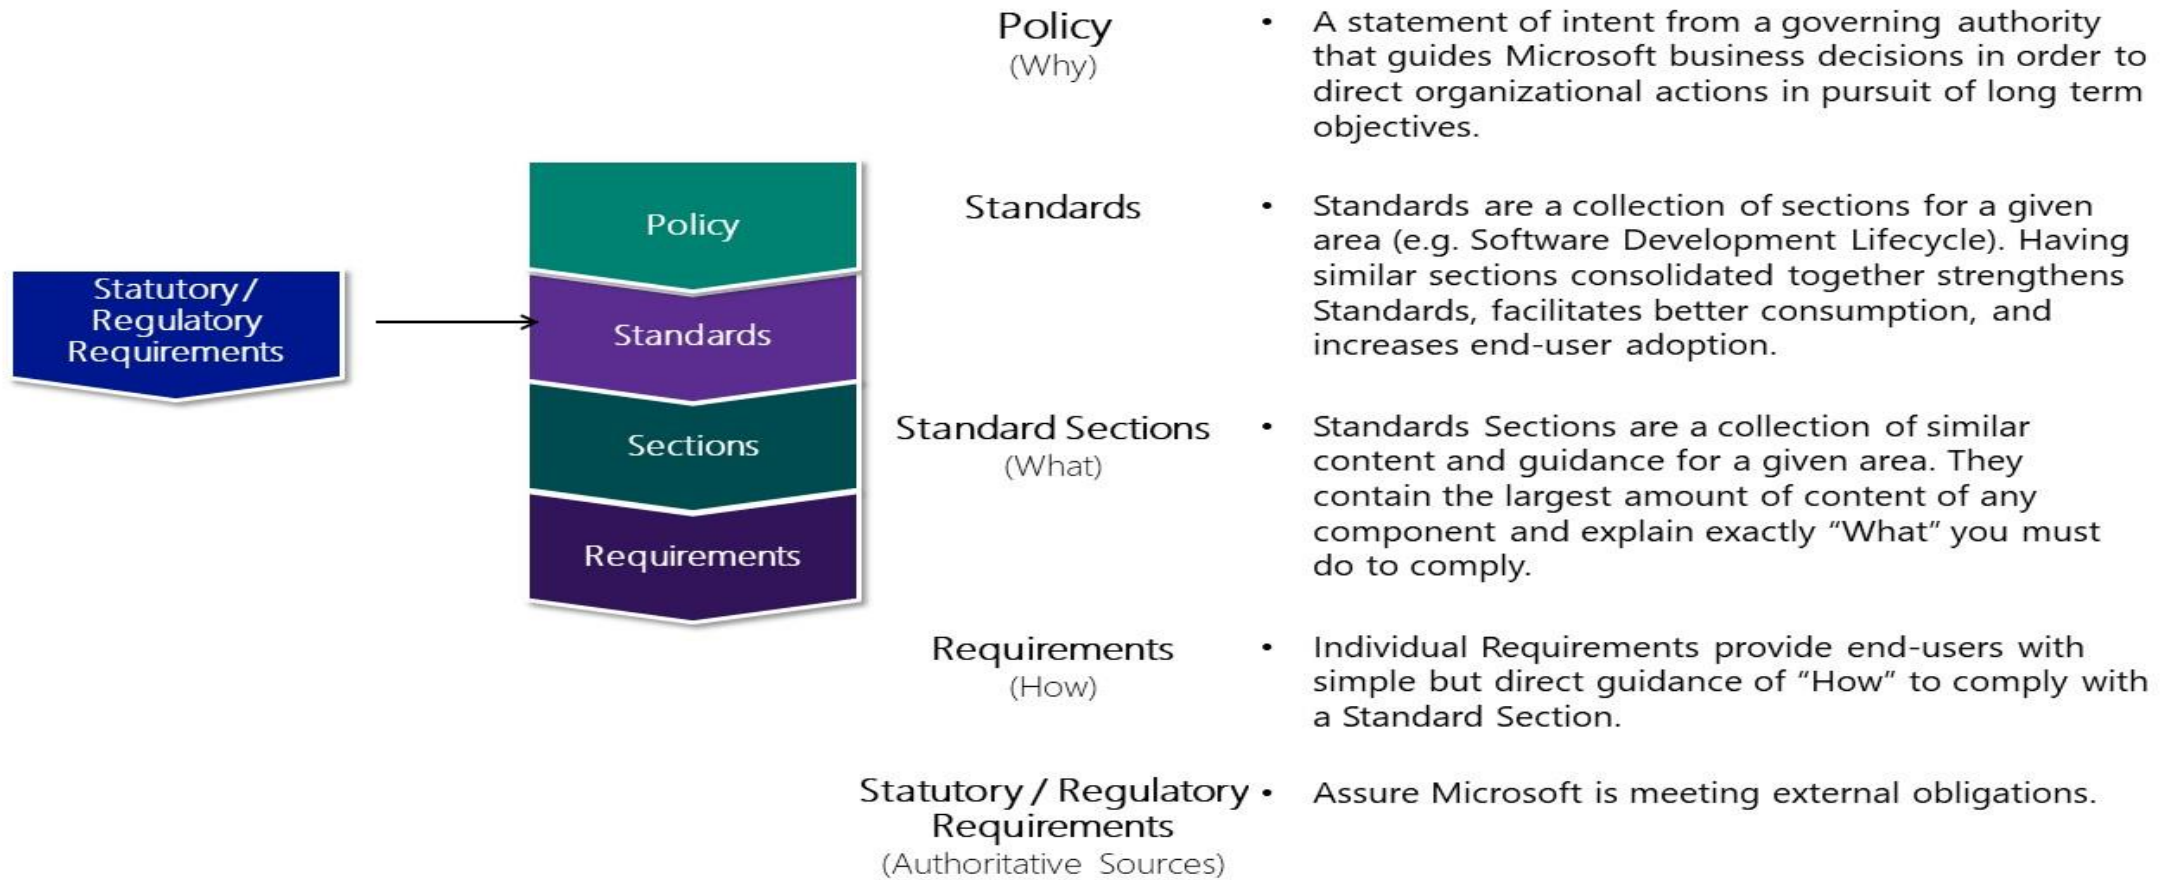 Statutory /
Regulatory
Requirements
Policy
Standards
Sections
Requirements
Policy
(Why)
• A statement of intent from a governing authority
that guides Microsoft business decisions in order to
direct organizational actions in pursuit of long term
objectives.
Standards
• Standards are a collection of sections for a given
area (e.g. Software Development Lifecycle). Having
similar sections consolidated together strengthens
Standards, facilitates better consumption, and
increases end-user adoption.
Standard Sections
(What)
• Standards Sections are a collection of similar
content and guidance for a given area. They
contain the largest amount of content of any
component and explain exactly “What” you must
do to comply.
Requirements
(How)
• Individual Requirements provide end-users with
simple but direct guidance of “How” to comply with
a Standard Section.
Statutory / Regulatory
Requirements
(Authoritative Sources)
• Assure Microsoft is meeting external obligations.